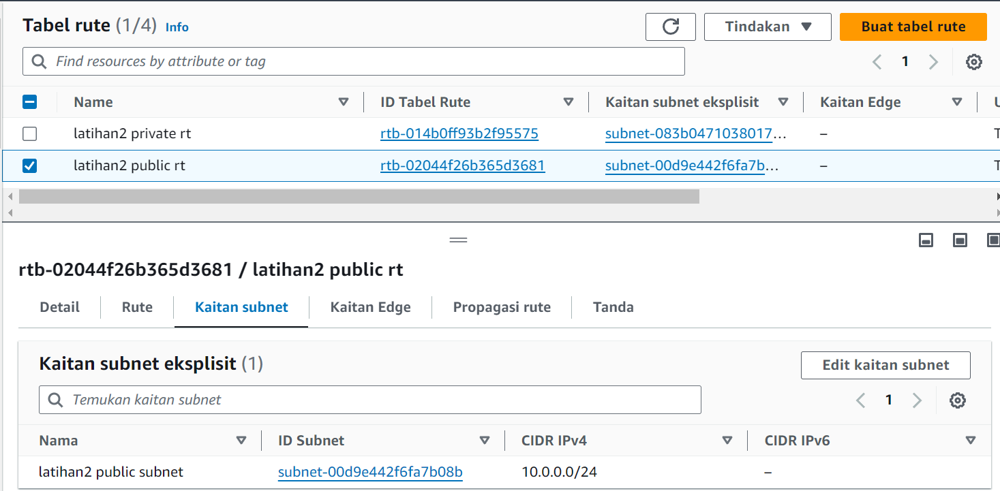 Tabel rute (1/4) Info Tindakan Buat tabel rute
Find resources by attribute or tag 1
Name ID Tabel Rute Kaitan subnet eksplisit Kaitan Edge U
latihan2 private rt rtb-014b0ff93b2f95575 subnet-083b0471038017… – T
latihan2 public rt rtb-02044f26b365d3681 subnet-00d9e442f6fa7b… – T
rtb-02044f26b365d3681 / latihan2 public rt
Detail Rute Kaitan subnet Kaitan Edge Propagasi rute Tanda
Kaitan subnet eksplisit (1) Edit kaitan subnet
Temukan kaitan subnet 1
Nama ID Subnet CIDR IPv4 CIDR IPv6
latihan2 public subnet subnet-00d9e442f6fa7b08b 10.0.0.0/24 –